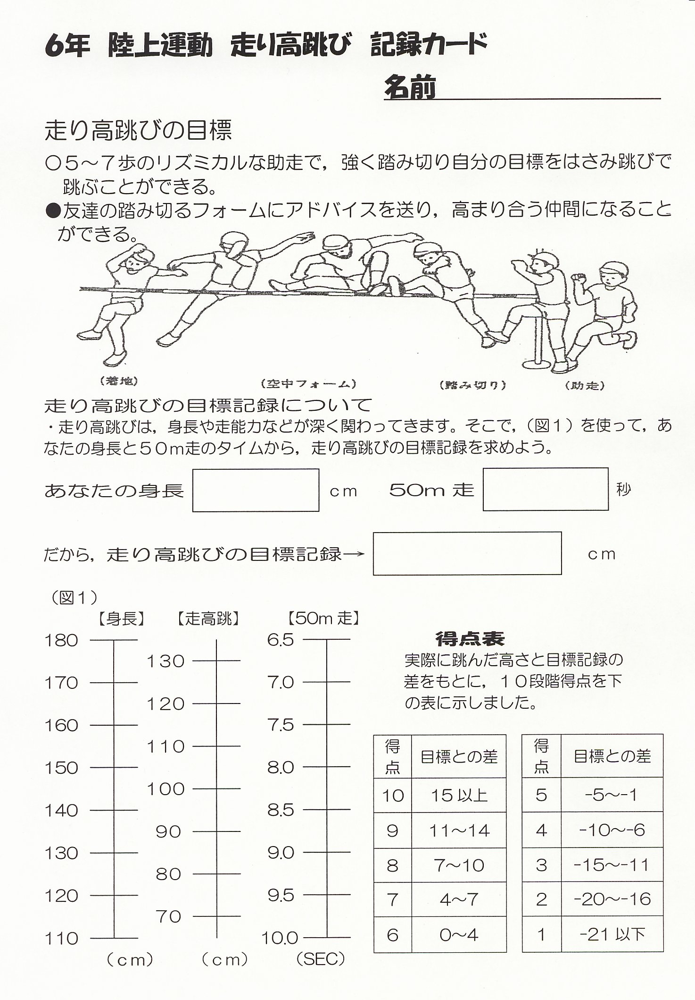 6年 陸上運動 走り高跳び 記録カード
名前
走り高跳びの目標
○５～７歩のリズミカルな助走で，強く踏み切り自分の目標をはさみ跳びで
跳ぶことができる。
●友達の踏み切るフォームにアドバイスを送り，高まり合う仲間になること
ができる。
（着地） （空中フォーム） （踏み切り） （助走）
走り高跳びの目標記録について
・走り高跳びは，身長や走能力などが深く関わってきます。そこで，（図１）を使って，あ
なたの身長と５０ｍ走のタイムから，走り高跳びの目標記録を求めよう。
あなたの身長 ｃｍ 50m 走 秒
だから，走り高跳びの目標記録→ ｃｍ
（図１）
【身長】 【走高跳】 【50m 走】
180
170
160
150
140
130
120
110
（ｃｍ）
130
120
110
100
90
80
70
（ｃｍ）
6.5
7.0
7.5
8.0
8.5
9.0
9.5
10.0
（SEC）
得点表
実際に跳んだ高さと目標記録の
差をもとに，１０段階得点を下
の表に示しました。
得点 目標との差
10 15 以上
9 11～14
8 7～10
7 4～7
6 0～4
得点 目標との差
5 -5～-1
4 -10～-6
3 -15～-11
2 -20～-16
1 -21 以下